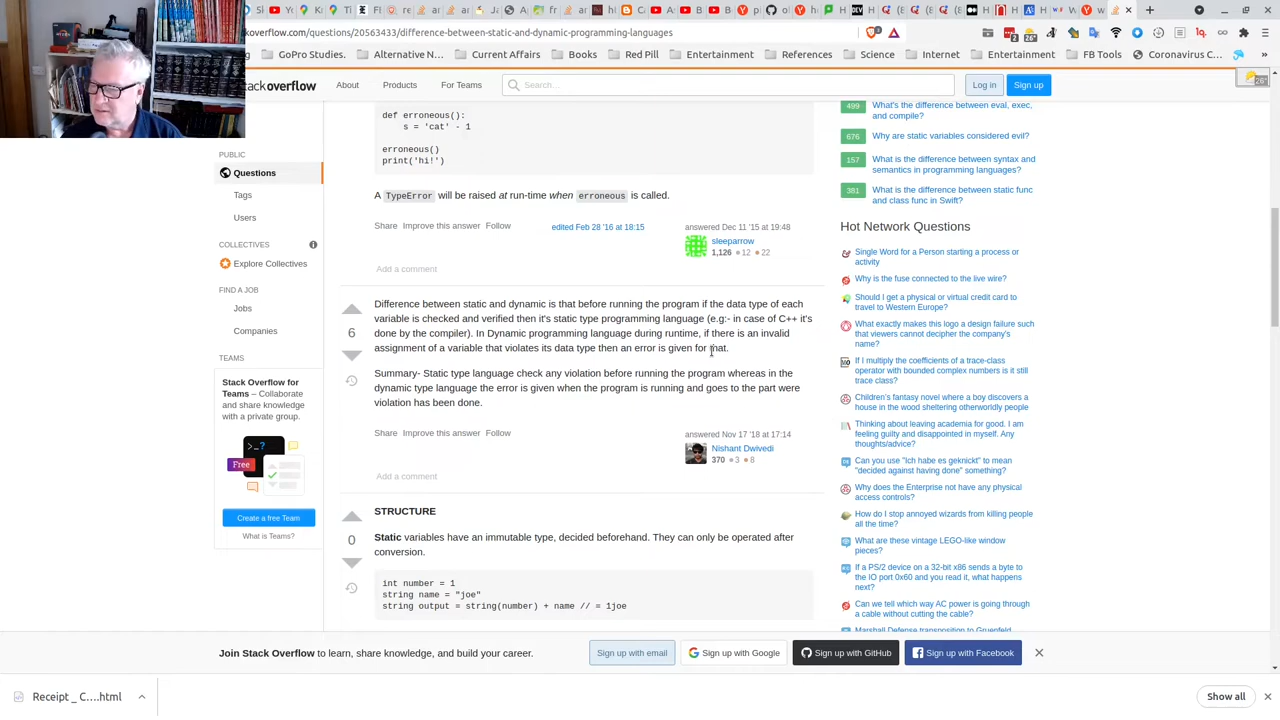 om/questions/20563433/difference-between-static-and-dynamic-programming-languages
GoPro Studies.
Alternative N...
Current Affairs
Books
Red Pill
Entertainment
References
Science
Internet
Entertainment
FB Tools
Coronavirus C...
stackoverflow
About
Products
For Teams
Search...
Log in
Sign up
PUBLIC
Questions
Tags
Users
COLLECTIVES
Explore Collectives
FIND A JOB
Jobs
Companies
TEAMS
Stack Overflow for
Teams – Collaborate
and share knowledge
with a private group.
Free
Create a free Team
What is Teams?
def erroneous():
s = 'cat' - 1
erroneous()
print('hi!')
A TypeError will be raised at run-time when erroneous is called.
Share Improve this answer Follow
edited Feb 28 '16 at 18:15
answered Dec 11 '15 at 19:48
sleeparrow
1,126 12 22
Add a comment
6
Difference between static and dynamic is that before running the program if the data type of each
variable is checked and verified then it's static type programming language (e.g:- in case of C++ it's
done by the compiler). In Dynamic programming language during runtime, if there is an invalid
assignment of a variable that violates its data type then an error is given for that.
Summary- Static type language check any violation before running the program whereas in the
dynamic type language the error is given when the program is running and goes to the part were
violation has been done.
Share Improve this answer Follow
answered Nov 17 '18 at 17:14
Nishant Dwivedi
370 3 8
Add a comment
0
STRUCTURE
Static variables have an immutable type, decided beforehand. They can only be operated after
conversion.
int number = 1
string name = "joe"
string output = string(number) + name // = 1joe
499 What's the difference between eval, exec,
and compile?
676 Why are static variables considered evil?
157 What is the difference between syntax and
semantics in programming languages?
381 What is the difference between static func
and class func in Swift?
Hot Network Questions
Single Word for a Person starting a process or
activity
Why is the fuse connected to the live wire?
Should I get a physical or virtual credit card to
travel to Western Europe?
What exactly makes this logo a design failure such
that viewers cannot decipher the company's
name?
If I multiply the coefficients of a trace-class
operator with bounded complex numbers is it still
trace class?
Children's fantasy novel where a boy discovers a
house in the wood sheltering otherworldly people
Thinking about leaving academia for good. I am
feeling guilty and disappointed in myself. Any
thoughts/advice?
Can you use "Ich habe es geknickt" to mean
"decided against having done" something?
Why does the Enterprise not have any physical
access controls?
How do I stop annoyed wizards from killing people
all the time?
What are these vintage LEGO-like window
pieces?
If a PS/2 device on a 32-bit x86 sends a byte to
the IO port 0x60 and you read it, what happens
next?
Can we tell which way AC power is going through
a cable without cutting the cable?
Marshall Defense transposition to Gruenfeld
Join Stack Overflow to learn, share knowledge, and build your career.
Sign up with email
Sign up with Google
Sign up with GitHub
Sign up with Facebook
Receipt _ C....html
Show all